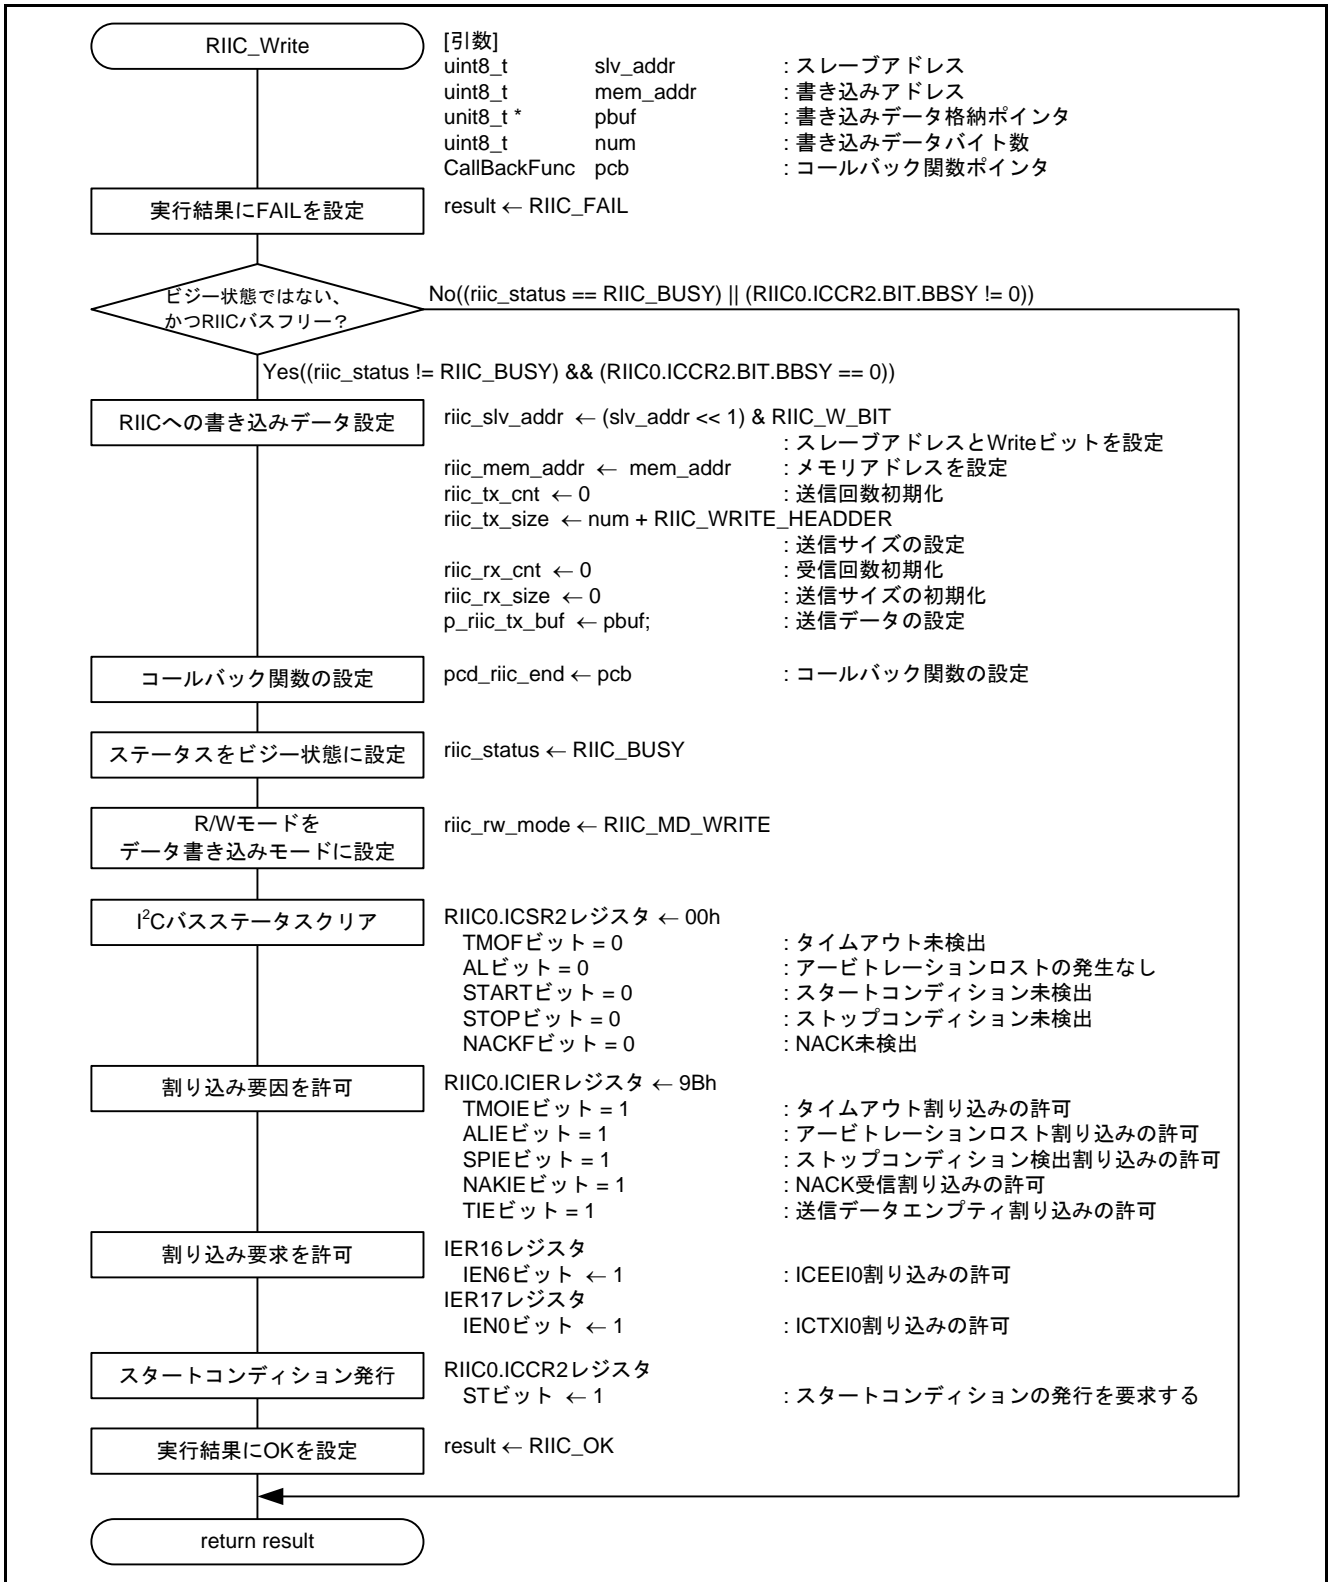 RIIC_Write
[引数]
uint8_t slv_addr : スレーブアドレス
uint8_t mem_addr : 書き込みアドレス
unit8_t * pbuf : 書き込みデータ格納ポインタ
uint8_t num : 書き込みデータバイト数
CallBackFunc pcb : コールバック関数ポインタ
実行結果にFAILを設定
result ← RIIC_FAIL
ビジー状態ではない、
かつRIICバスフリー？
No((riic_status == RIIC_BUSY) || (RIIC0.ICCR2.BIT.BBSY != 0))
Yes((riic_status != RIIC_BUSY) && (RIIC0.ICCR2.BIT.BBSY == 0))
RIICへの書き込みデータ設定
riic_slv_addr ← (slv_addr << 1) & RIIC_W_BIT
: スレーブアドレスとWriteビットを設定
riic_mem_addr ← mem_addr : メモリアドレスを設定
riic_tx_cnt ← 0 : 送信回数初期化
riic_tx_size ← num + RIIC_WRITE_HEADDER
: 送信サイズの設定
riic_rx_cnt ← 0 : 受信回数初期化
riic_rx_size ← 0 : 送信サイズの初期化
p_riic_tx_buf ← pbuf; : 送信データの設定
コールバック関数の設定
pcd_riic_end ← pcb : コールバック関数の設定
ステータスをビジー状態に設定
riic_status ← RIIC_BUSY
R/Wモードを
データ書き込みモードに設定
riic_rw_mode ← RIIC_MD_WRITE
I²Cバスステータスクリア
RIIC0.ICSR2レジスタ ← 00h
TMOFビット = 0 : タイムアウト未検出
ALビット = 0 : アービトレーションロストの発生なし
STARTビット = 0 : スタートコンディション未検出
STOPビット = 0 : ストップコンディション未検出
NACKFビット = 0 : NACK未検出
割り込み要因を許可
RIIC0.ICIERレジスタ ← 9Bh
TMOIEビット = 1 : タイムアウト割り込みの許可
ALIEビット = 1 : アービトレーションロスト割り込みの許可
SPIEビット = 1 : ストップコンディション検出割り込みの許可
NAKIEビット = 1 : NACK受信割り込みの許可
TIEビット = 1 : 送信データエンプティ割り込みの許可
割り込み要求を許可
IER16レジスタ
IEN6ビット ← 1 : ICEEI0割り込みの許可
IER17レジスタ
IEN0ビット ← 1 : ICTXI0割り込みの許可
スタートコンディション発行
RIIC0.ICCR2レジスタ
STビット ← 1 : スタートコンディションの発行を要求する
実行結果にOKを設定
result ← RIIC_OK
return result